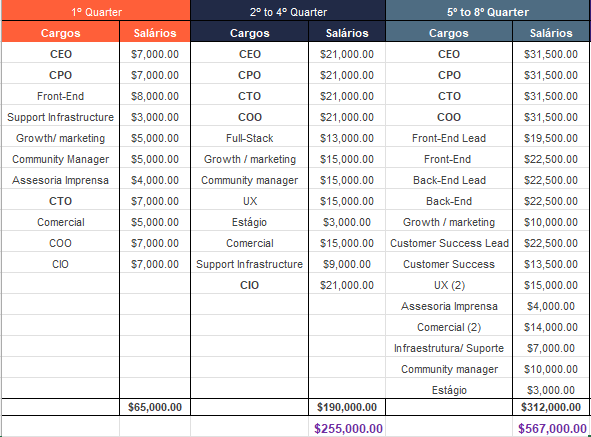 1º Quarter 2º to 4º Quarter 5º to 8º Quarter
Cargos Salários Cargos Salários Cargos Salários
CEO $7,000.00 CEO $21,000.00 CEO $31,500.00
CPO $7,000.00 CPO $21,000.00 CPO $31,500.00
Front-End $8,000.00 CTO $21,000.00 CTO $31,500.00
Support Infrastructure $3,000.00 COO $21,000.00 COO $31,500.00
Growth/ marketing $5,000.00 Full-Stack $13,000.00 Front-End Lead $19,500.00
Community Manager $5,000.00 Growth / marketing $15,000.00 Front-End $22,500.00
Assesoria Imprensa $4,000.00 Community manager $15,000.00 Back-End Lead $22,500.00
CTO $7,000.00 UX $15,000.00 Back-End $22,500.00
Comercial $5,000.00 Estágio $3,000.00 Growth / marketing $10,000.00
COO $7,000.00 Comercial $15,000.00 Customer Success Lead $22,500.00
CIO $7,000.00 Support Infrastructure $9,000.00 Customer Success $13,500.00
CIO $21,000.00 UX (2) $15,000.00
Assesoria Imprensa $4,000.00
Comercial (2) $14,000.00
Infraestrutura/ Suporte $7,000.00
Community manager $10,000.00
Estágio $3,000.00
$65,000.00 $190,000.00 $312,000.00
$255,000.00 $567,000.00